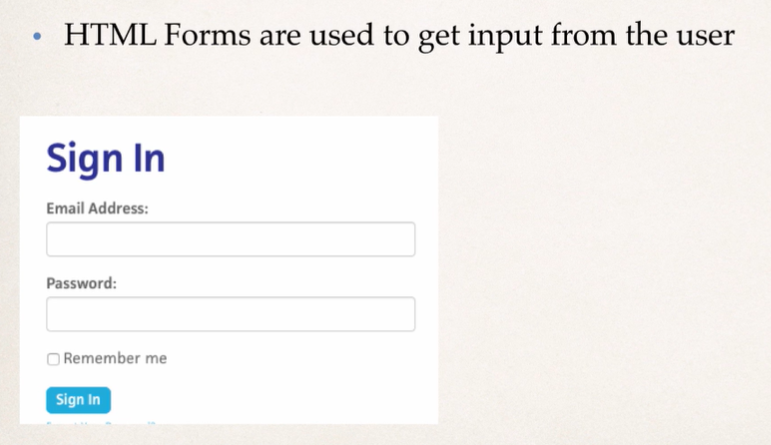 • HTML Forms are used to get input from the user
Sign In
Email Address:
Password:
Remember me
Sign In